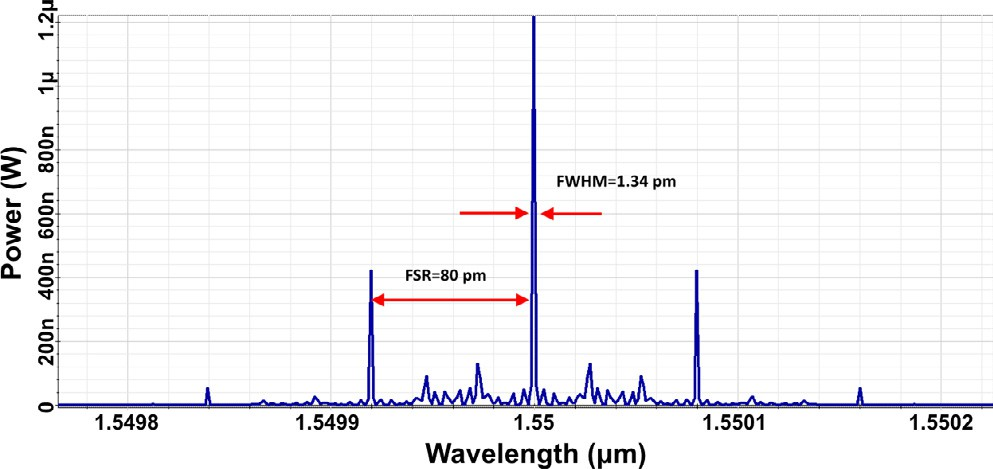 1.2µ
1µ
800n
600n
400n
200n
0
Power (W)
FWHM=1.34 pm
FSR=80 pm
1.5498
1.5499
1.55
1.5501
1.5502
Wavelength (µm)